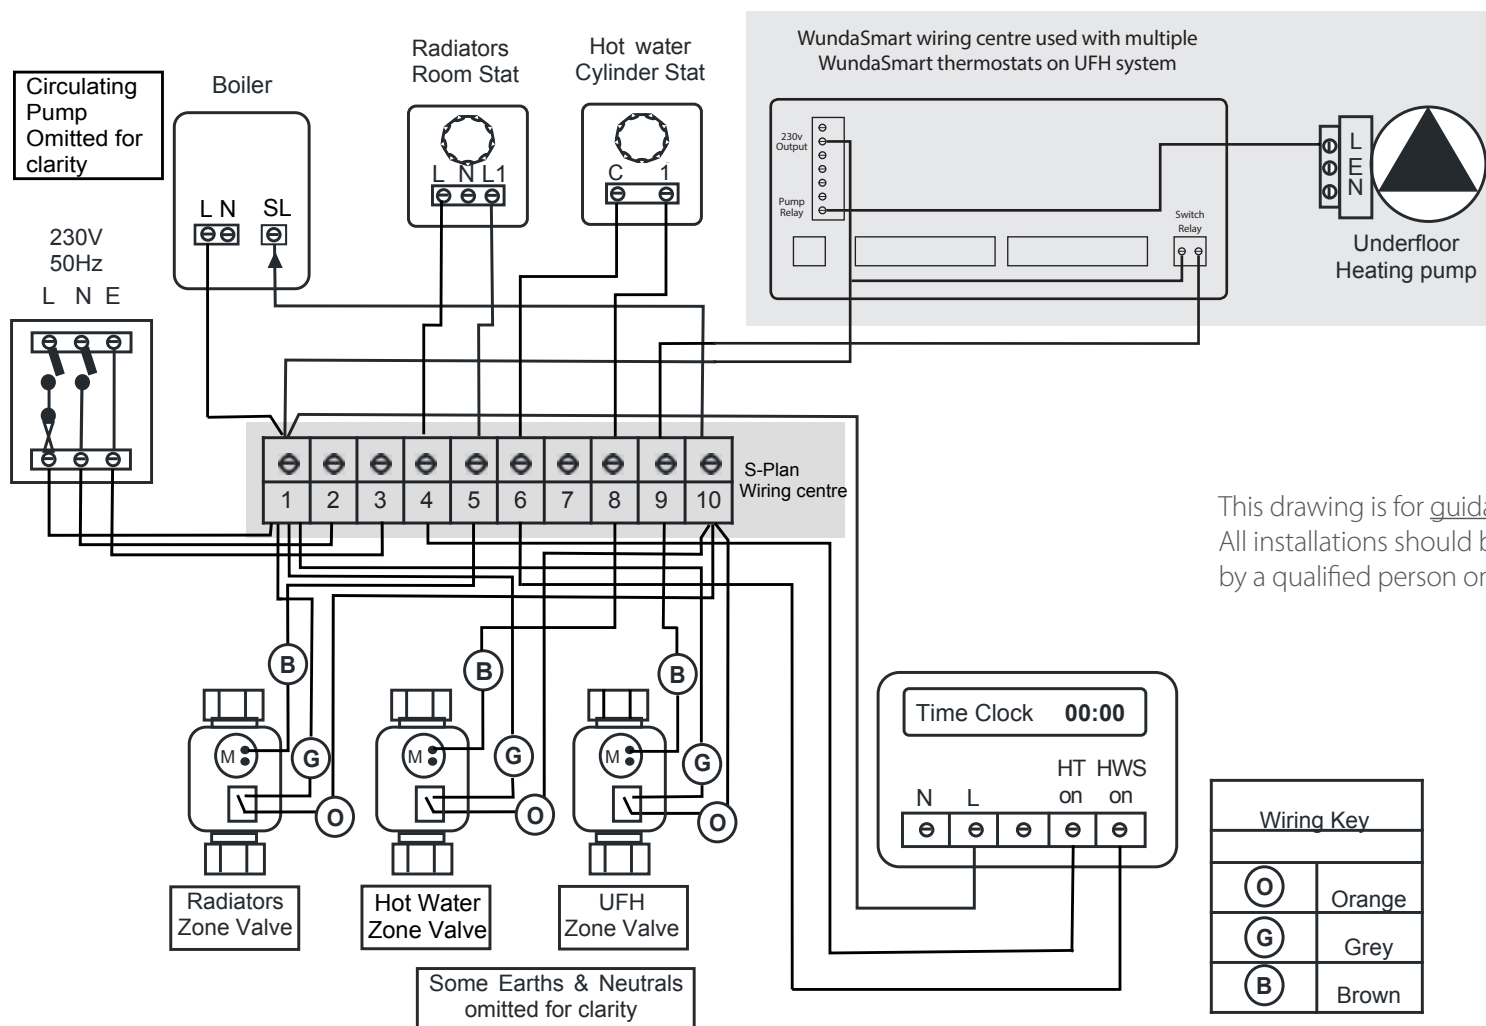 Circulating
Pump
Omitted for
clarity
Boiler
L N SL
Radiators
Room Stat
L N L1
Hot water
Cylinder Stat
C 1
WundaSmart wiring centre used with multiple
WundaSmart thermostats on UFH system
230v
Output
Pump
Relay
Switch
Relay
L
E
N
Underfloor
Heating pump
230V
50Hz
L N E
1 2 3 4 5 6 7 8 9 10
S-Plan
Wiring centre
This drawing is for
All installations should
by a qualified person
B
B
B
M
M
M
G
G
G
O
O
O
Radiators
Zone Valve
Hot Water
Zone Valve
UFH
Zone Valve
Some Earths & Neutrals
omitted for clarity
Time Clock 00:00
HT HWS
N L on on
Wiring Key
O Orange
G Grey
B Brown